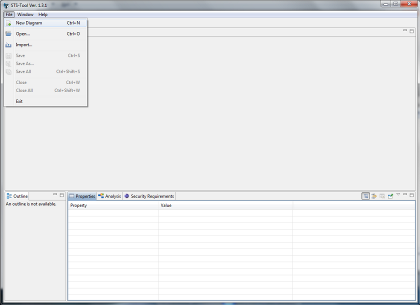 STS-Tool Ver. 1.3.1
File Window Help
New Diagram Ctrl+N
Open... Ctrl+O
Import...
Save Ctrl+S
Save As...
Save All Ctrl+Shift+S
Close Ctrl+W
Close All Ctrl+Shift+W
Exit
Outline
An outline is not available.
Properties Analysis Security Requirements
Property Value